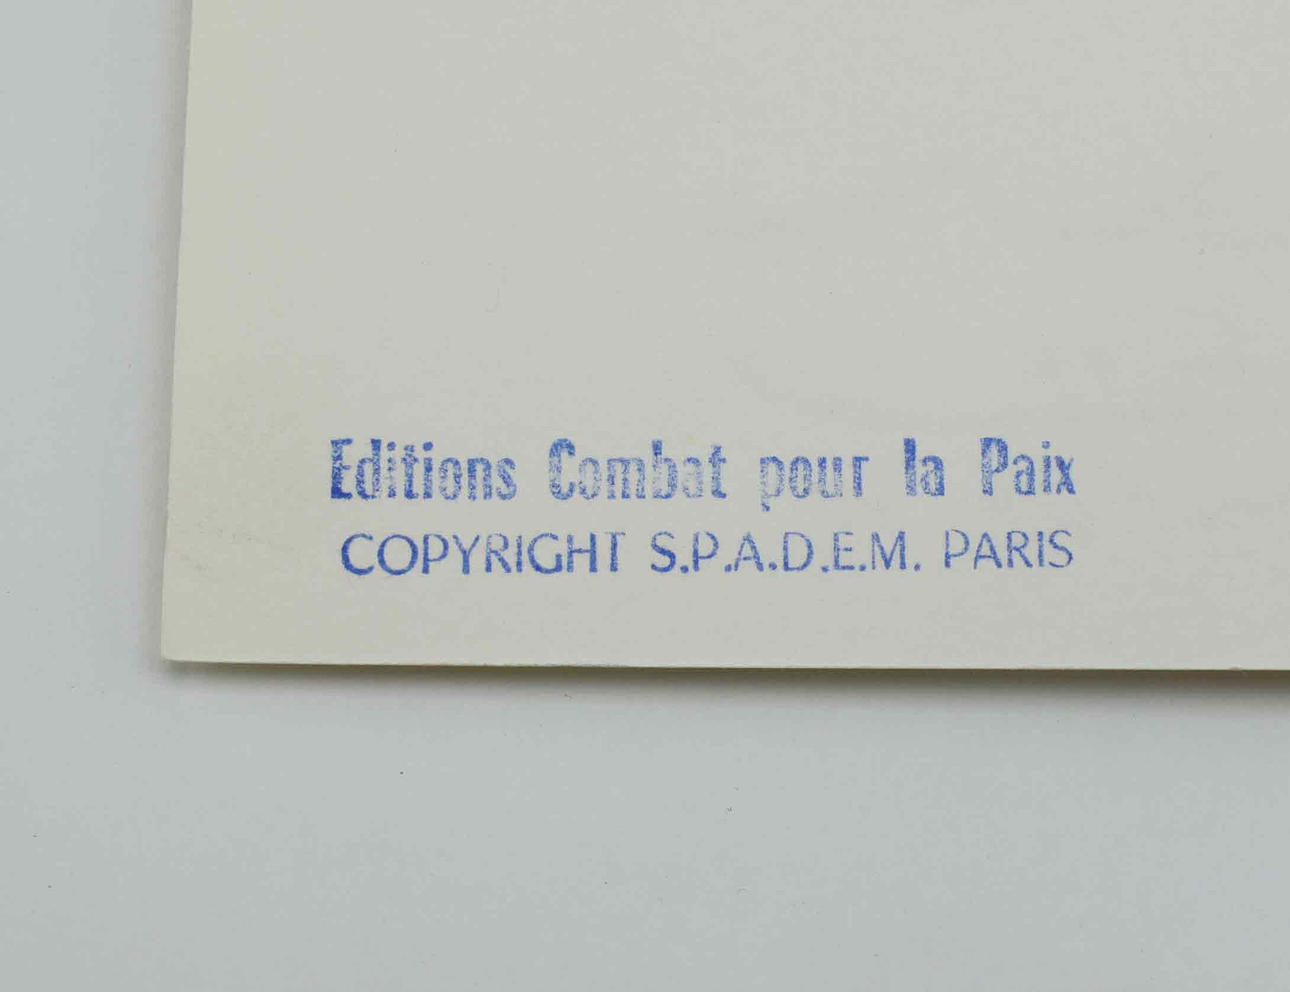 Editions Combat pour la Paix
COPYRIGHT S.P.A.D.E.M. PARIS